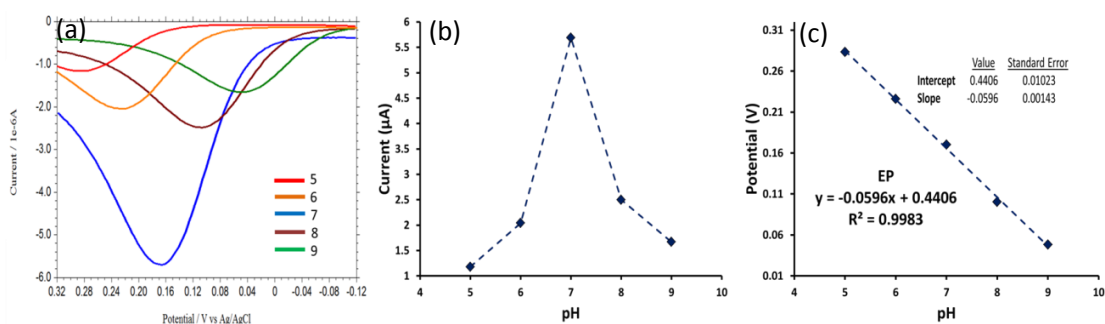 (a)
0
-1.0
-2.0
-3.0
-4.0
-5.0
-6.0
Current / 1e-6A
0.32 0.28 0.24 0.20 0.16 0.12 0.08 0.04 0 -0.04 -0.08 -0.12
Potential / V vs Ag/AgCl
5
6
7
8
9
(b)
6
5.5
5
4.5
4
3.5
3
2.5
2
1.5
1
Current (µA)
4 5 6 7 8 9 10
pH
(c)
0.31
0.26
0.21
0.16
0.11
0.06
0.01
Potential (V)
Value Standard Error
Intercept 0.4406 0.01023
Slope -0.0596 0.00143
EP
y = -0.0596x + 0.4406
R² = 0.9983
4 5 6 7 8 9 10
pH